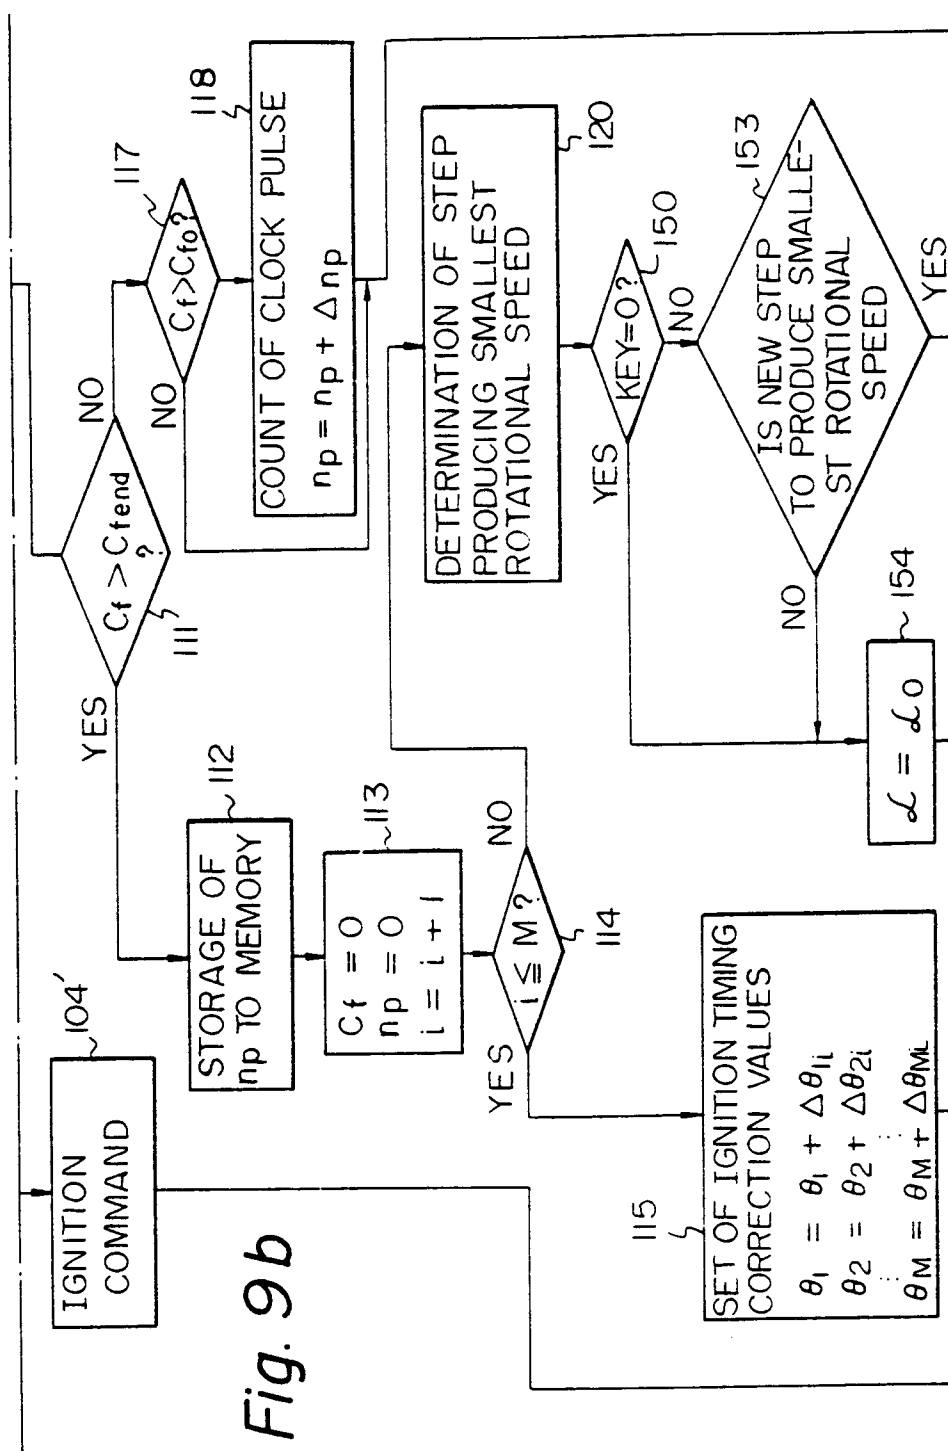 Fig. 9b
IGNITION
COMMAND
104'
Cf > Cfend
?
111
YES
NO
Cf>Cfo?
117
NO
COUNT OF CLOCK PULSE
np = np + Δnp
118
STORAGE OF
np TO MEMORY
112
Cf = 0
np = 0
i = i + 1
113
i ≦ M ?
114
YES
NO
SET OF IGNITION TIMING
CORRECTION VALUES
θ1 = θ1 + Δθ1i
θ2 = θ2 + Δθ2i
⋮ ⋮
θM = θM + ΔθMi
115
DETERMINATION OF STEP
PRODUCING SMALLEST
ROTATIONAL SPEED
120
KEY=0?
150
YES
NO
IS NEW STEP
TO PRODUCE SMALLE-
ST ROTATIONAL
SPEED
153
NO
YES
ℒ = ℒ0
154